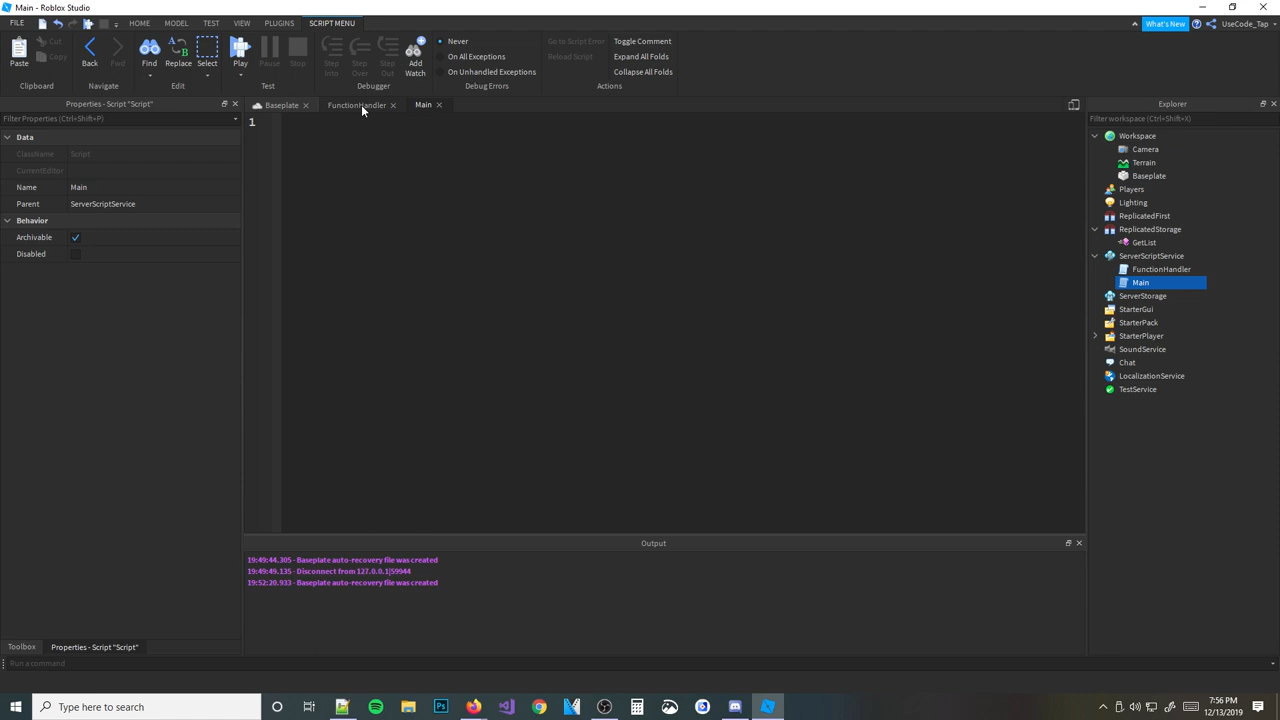 Main - Roblox Studio
FILE HOME MODEL TEST VIEW PLUGINS SCRIPT MENU What's New UseCode_Tap
Paste Cut Copy Clipboard
Back Fwd Navigate
Find Replace Select Edit
Play Pause Stop Test
Step Into Step Over Step Out Add Watch Debugger
Never
On All Exceptions
On Unhandled Exceptions
Debug Errors
Go to Script Error Toggle Comment
Reload Script Expand All Folds
Collapse All Folds
Actions
Properties - Script "Script"
Filter Properties (Ctrl+Shift+P)
Data
ClassName Script
CurrentEditor
Name Main
Parent ServerScriptService
Behavior
Archivable
Disabled
Toolbox Properties - Script "Script"
Baseplate FunctionHandler Main
1
Output
19:49:44.305 - Baseplate auto-recovery file was created
19:49:49.135 - Disconnect from 127.0.0.1|59944
19:52:20.933 - Baseplate auto-recovery file was created
Explorer
Filter workspace (Ctrl+Shift+X)
Workspace
Camera
Terrain
Baseplate
Players
Lighting
ReplicatedFirst
ReplicatedStorage
GetList
ServerScriptService
FunctionHandler
Main
ServerStorage
StarterGui
StarterPack
StarterPlayer
SoundService
Chat
LocalizationService
TestService
Run a command
Type here to search
7:56 PM
12/13/2019